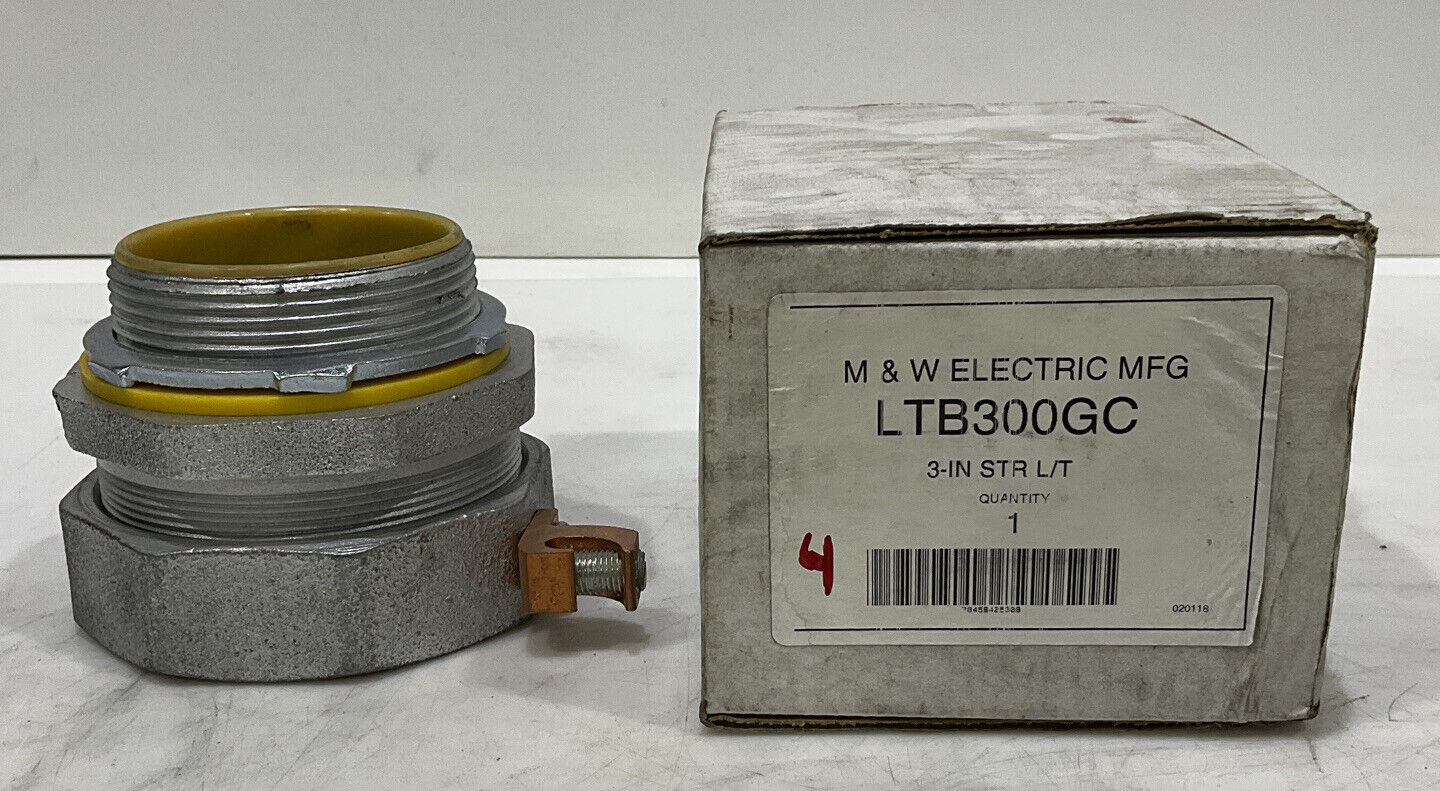 M & W ELECTRIC MFG
LTB300GC
3-IN STR L/T
QUANTITY
1
4
020118